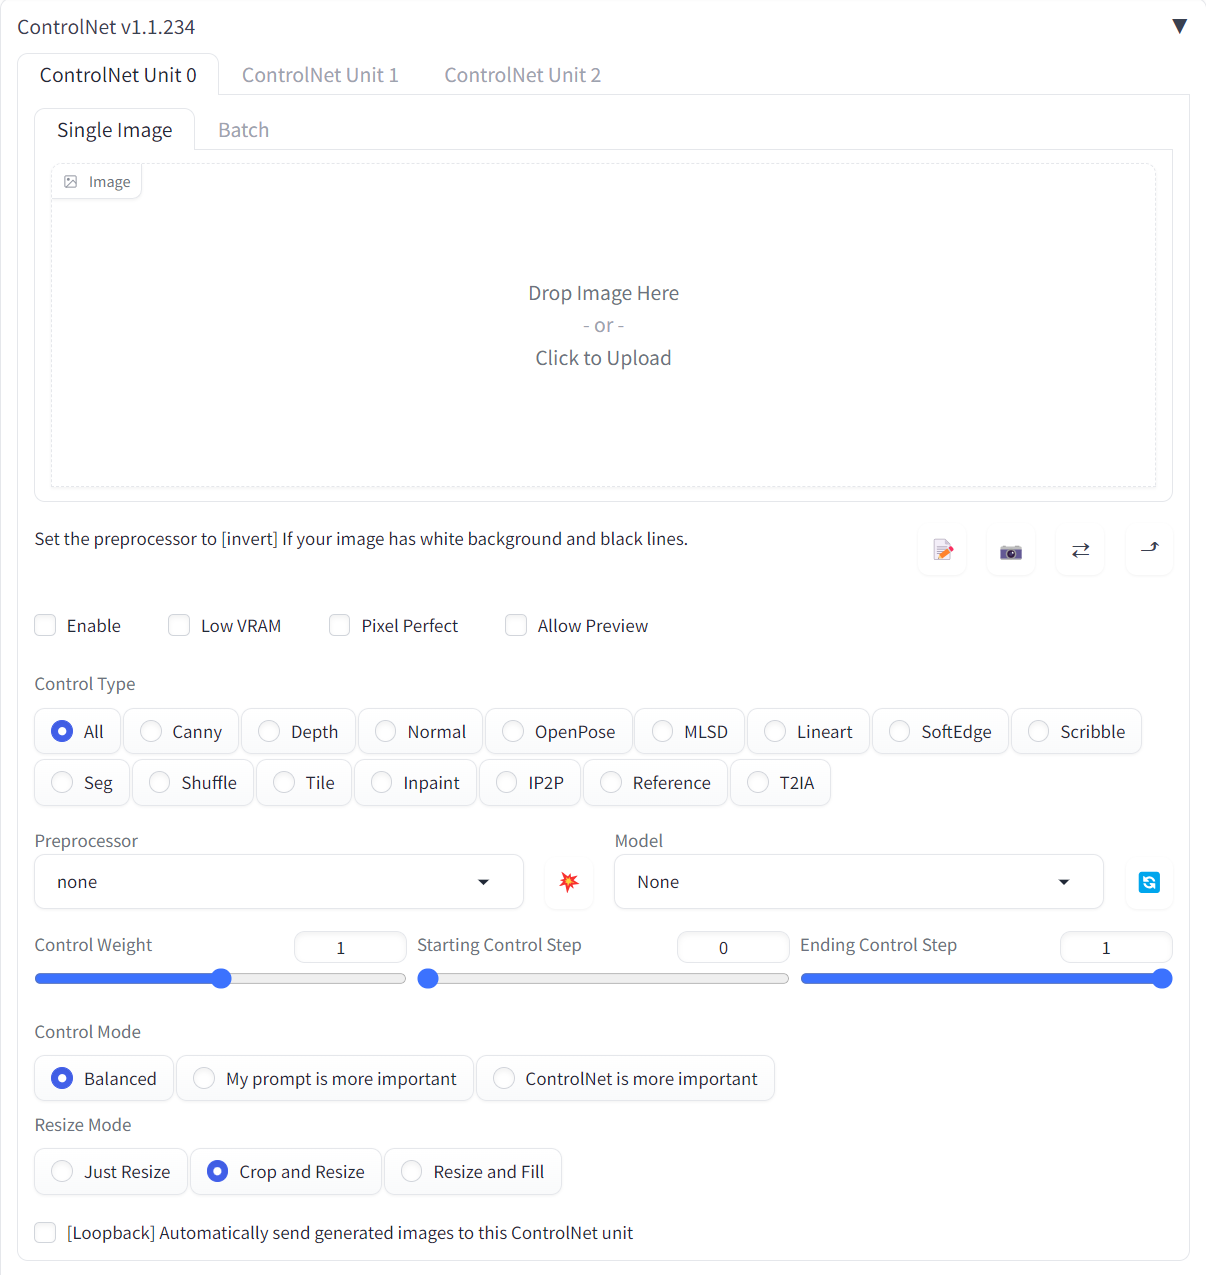 ControlNet v1.1.234 ▼
ControlNet Unit 0 ControlNet Unit 1 ControlNet Unit 2
Single Image Batch
Image
Drop Image Here
- or -
Click to Upload
Set the preprocessor to [invert] If your image has white background and black lines.
Enable Low VRAM Pixel Perfect Allow Preview
Control Type
All Canny Depth Normal OpenPose MLSD Lineart SoftEdge Scribble
Seg Shuffle Tile Inpaint IP2P Reference T2IA
Preprocessor Model
none None
Control Weight 1 Starting Control Step 0 Ending Control Step 1
Control Mode
Balanced My prompt is more important ControlNet is more important
Resize Mode
Just Resize Crop and Resize Resize and Fill
[Loopback] Automatically send generated images to this ControlNet unit